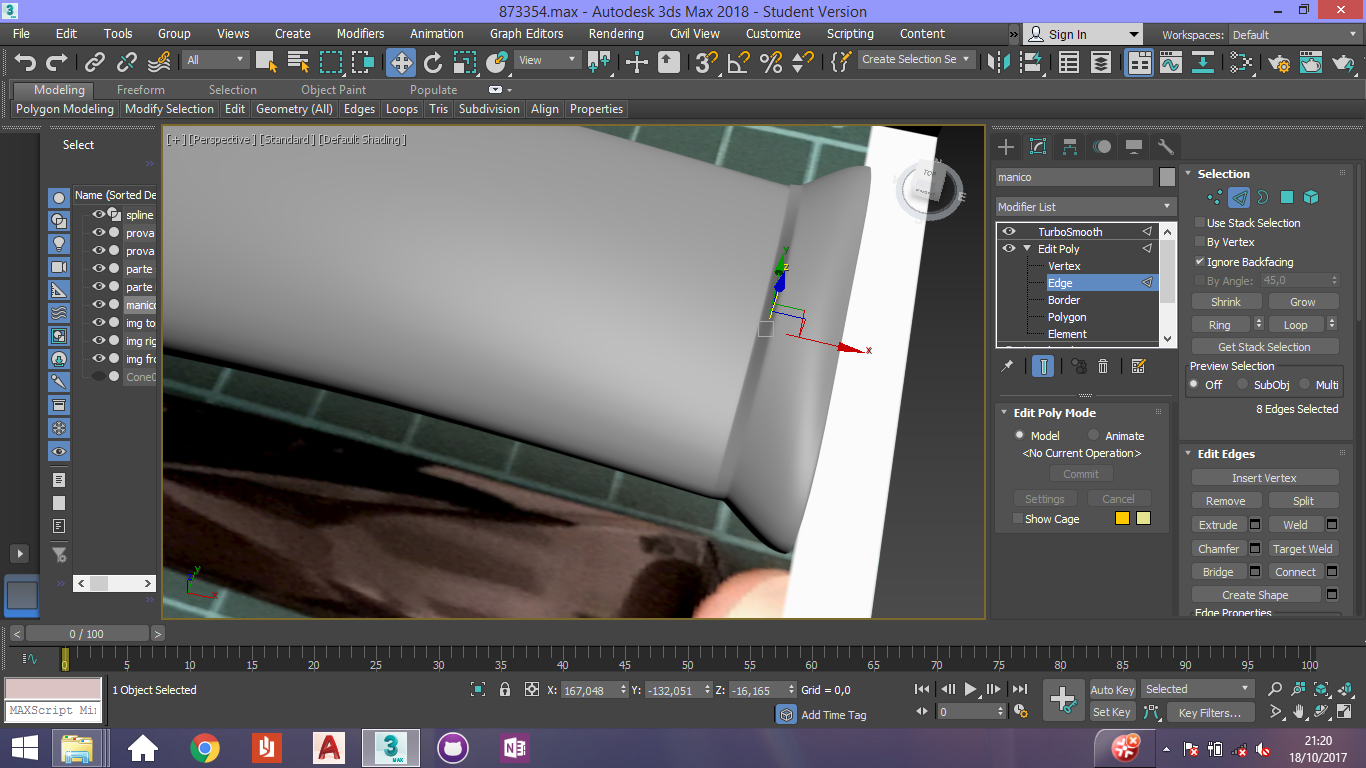 873354.max - Autodesk 3ds Max 2018 - Student Version
File Edit Tools Group Views Create Modifiers Animation Graph Editors Rendering Civil View Customize Scripting Content » Sign In Workspaces: Default
All View Create Selection Se
Modeling Freeform Selection Object Paint Populate
Polygon Modeling Modify Selection Edit Geometry (All) Edges Loops Tris Subdivision Align Properties
Select
Name (Sorted De
spline
prova
prova
parte
parte
manico
img to
img rig
img fro
Cone0
[+] [Perspective] [Standard] [Default Shading]
TOP
E
x
y
z
x
y
manico
Modifier List
TurboSmooth
Edit Poly
Vertex
Edge
Border
Polygon
Element
Edit Poly Mode
Model Animate
<No Current Operation>
Commit
Settings Cancel
Show Cage
Selection
Use Stack Selection
By Vertex
Ignore Backfacing
By Angle: 45,0
Shrink Grow
Ring Loop
Get Stack Selection
Preview Selection
Off SubObj Multi
8 Edges Selected
Edit Edges
Insert Vertex
Remove Split
Extrude Weld
Chamfer Target Weld
Bridge Connect
Create Shape
Edge Properties
< 0 / 100 >
0 5 10 15 20 25 30 35 40 45 50 55 60 65 70 75 80 85 90 95 100
1 Object Selected X: 167,048 Y: -132,051 Z: -16,165 Grid = 0,0 Auto Key Selected
MAXScript Mi Add Time Tag 0 Set Key Key Filters...
21:20
18/10/2017